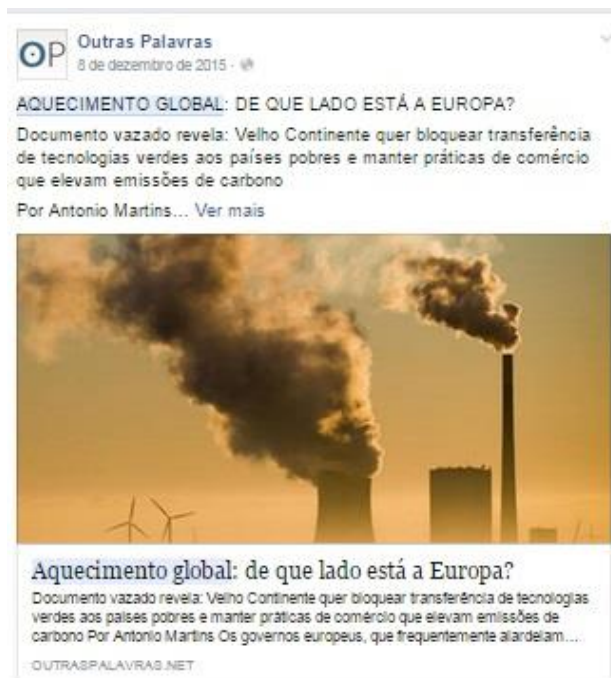 OP
Outras Palavras
8 de dezembro de 2015 ·
AQUECIMENTO GLOBAL: DE QUE LADO ESTÁ A EUROPA?
Documento vazado revela: Velho Continente quer bloquear transferência
de tecnologias verdes aos países pobres e manter práticas de comércio
que elevam emissões de carbono
Por Antonio Martins... Ver mais
Aquecimento global: de que lado está a Europa?
Documento vazado revela: Velho Continente quer bloquear transferência de tecnologias
verdes aos países pobres e manter práticas de comércio que elevam emissões de
carbono Por Antonio Martins Os governos europeus, que frequentemente alardeiam...
OUTRASPALAVRAS.NET